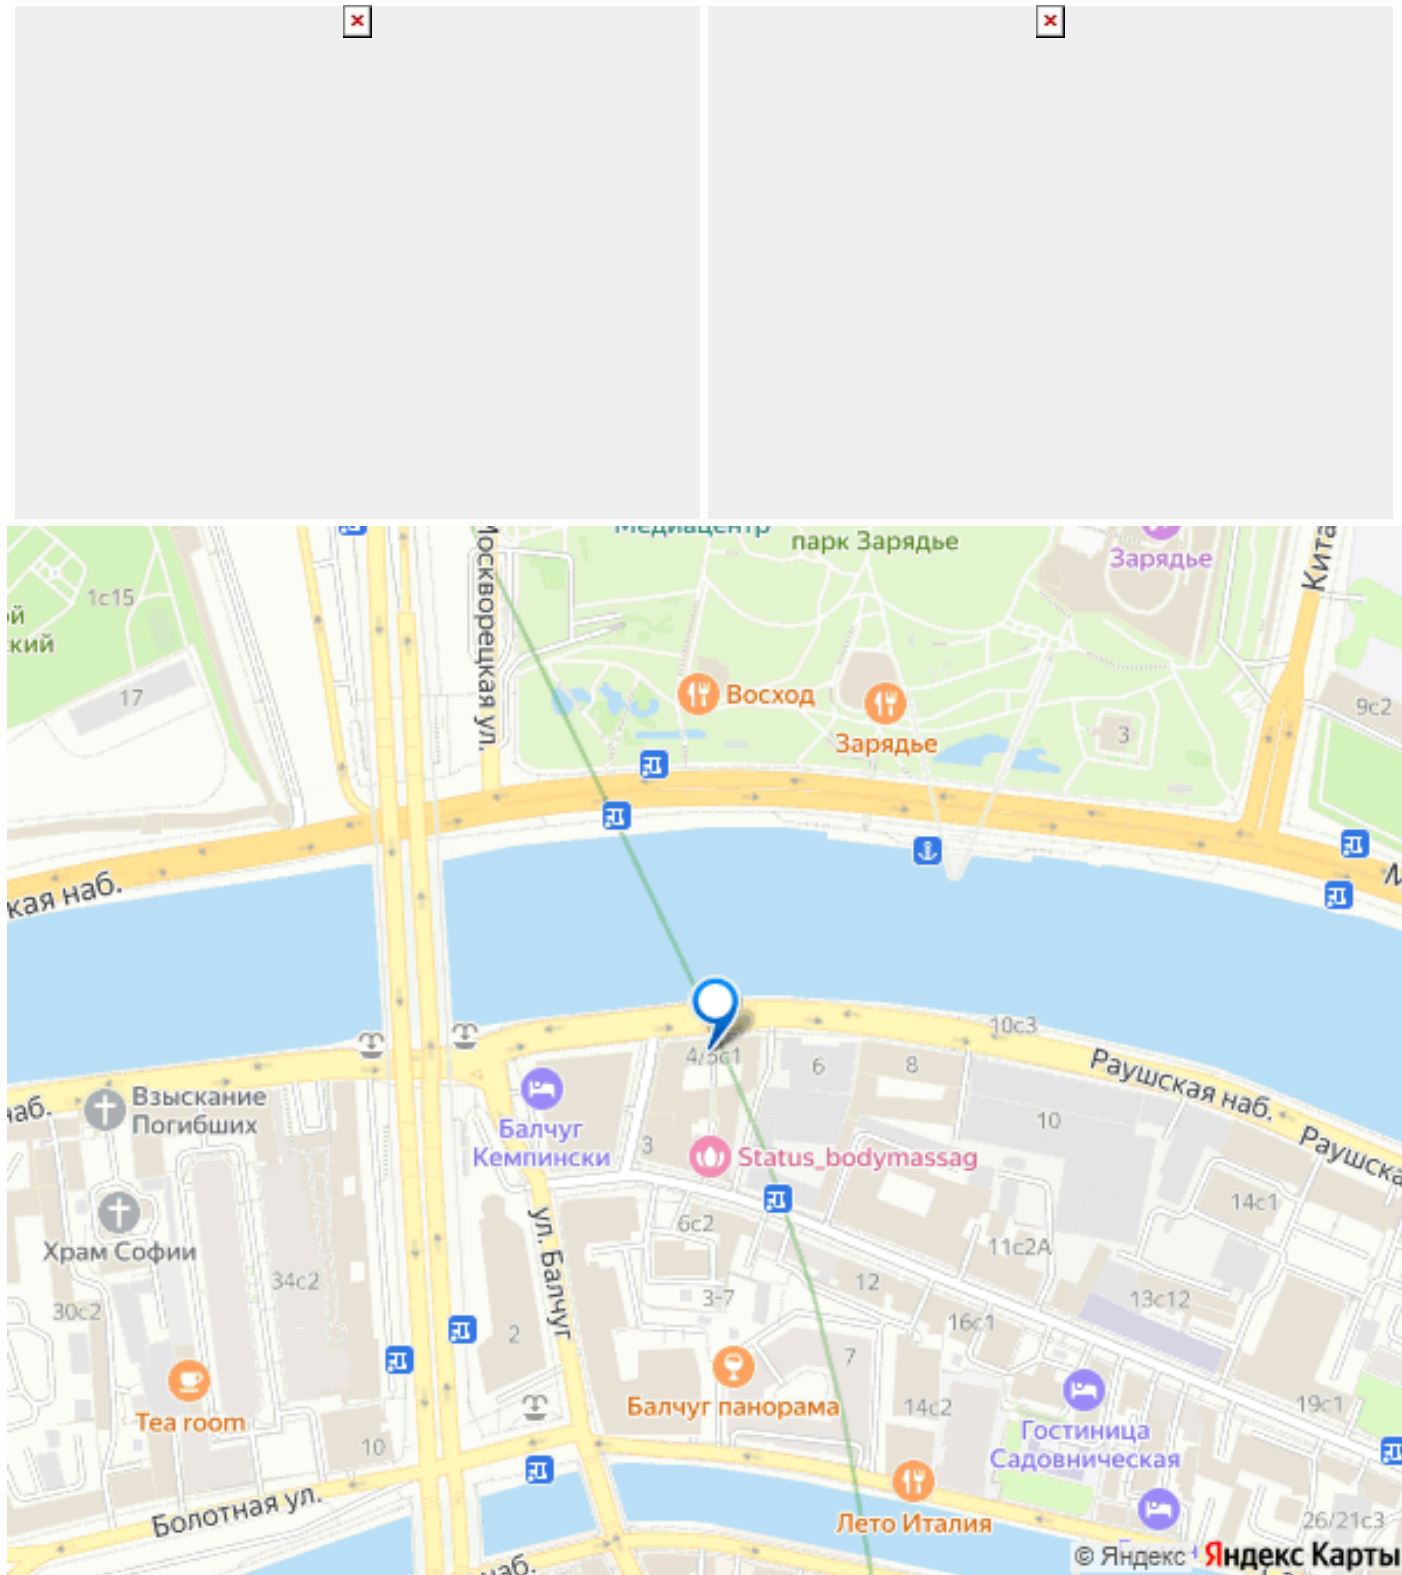 Медиацентр
парк Зарядье
Зарядье
Кита
1с15
ой
ский
Москворецкая ул.
17
Восход
Зарядье
3
9с2
ская наб.
4/5с1
6
8
10с3
Раушская наб.
Раушска
наб.
Взыскание
Погибших
Балчуг
Кемпински
3
Status_bodymassag
10
14с1
Храм Софии
34с2
30с2
ул. Балчуг
2
6с2
3-7
12
11с2А
13с12
16с1
7
Tea room
10
Балчуг панорама
14с2
Гостиница
Садовническая
19с1
Болотная ул.
Лето Италия
26/21с3
наб.
© Яндекс Яндекс Карты